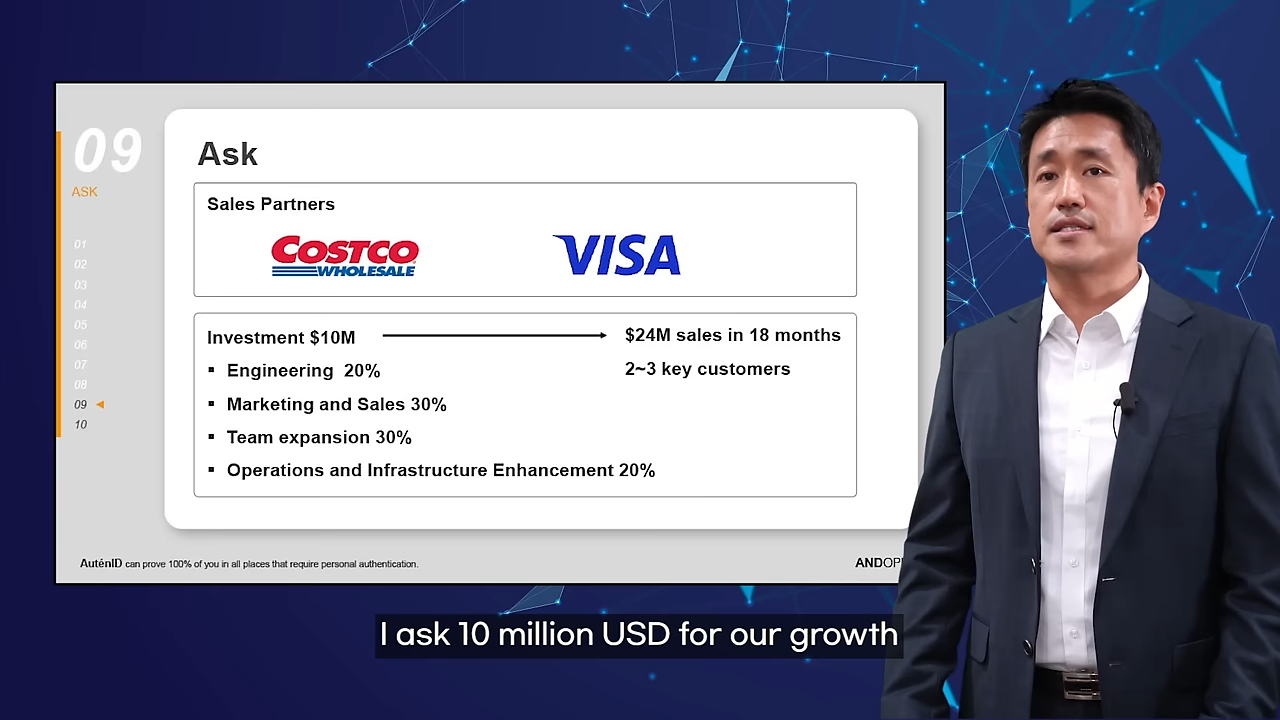 09
ASK
01
02
03
04
05
06
07
08
09
10
Ask
Sales Partners
COSTCO
WHOLESALE
VISA
Investment $10M
$24M sales in 18 months
▪ Engineering 20%
2~3 key customers
▪ Marketing and Sales 30%
▪ Team expansion 30%
▪ Operations and Infrastructure Enhancement 20%
AuténID can prove 100% of you in all places that require personal authentication.
I ask 10 million USD for our growth